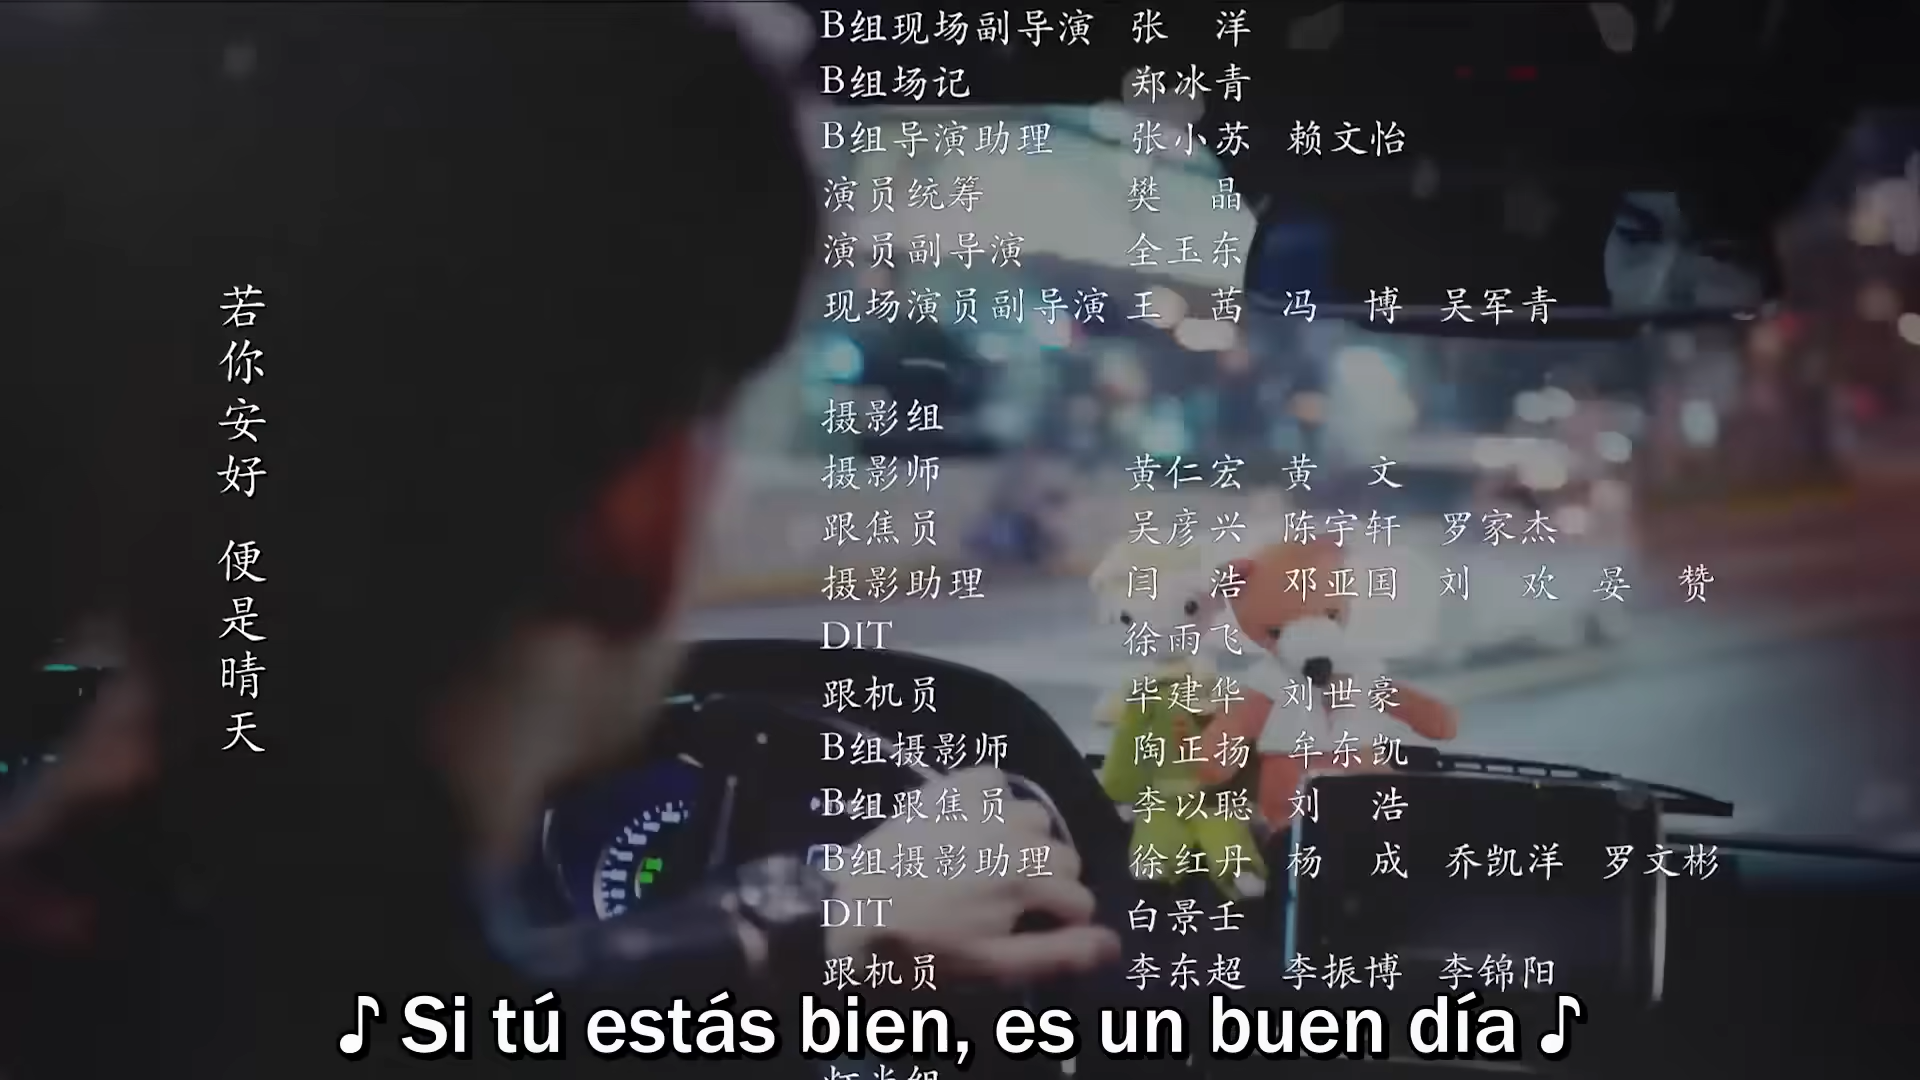 若你安好 便是晴天
B组现场副导演 张 洋
B组场记 郑冰青
B组导演助理 张小苏 赖文怡
演员统筹 樊 晶
演员副导演 全玉东
现场演员副导演 王 茜 冯 博 吴军青
摄影组
摄影师 黄仁宏 黄 文
跟焦员 吴彦兴 陈宇轩 罗家杰
摄影助理 闫 浩 邓亚国 刘 欢 晏 赞
DIT 徐雨飞
跟机员 毕建华 刘世豪
B组摄影师 陶正扬 牟东凯
B组跟焦员 李以聪 刘 浩
B组摄影助理 徐红丹 杨 成 乔凯洋 罗文彬
DIT 白景壬
跟机员 李东超 李振博 李锦阳
♪ Si tú estás bien, es un buen día ♪